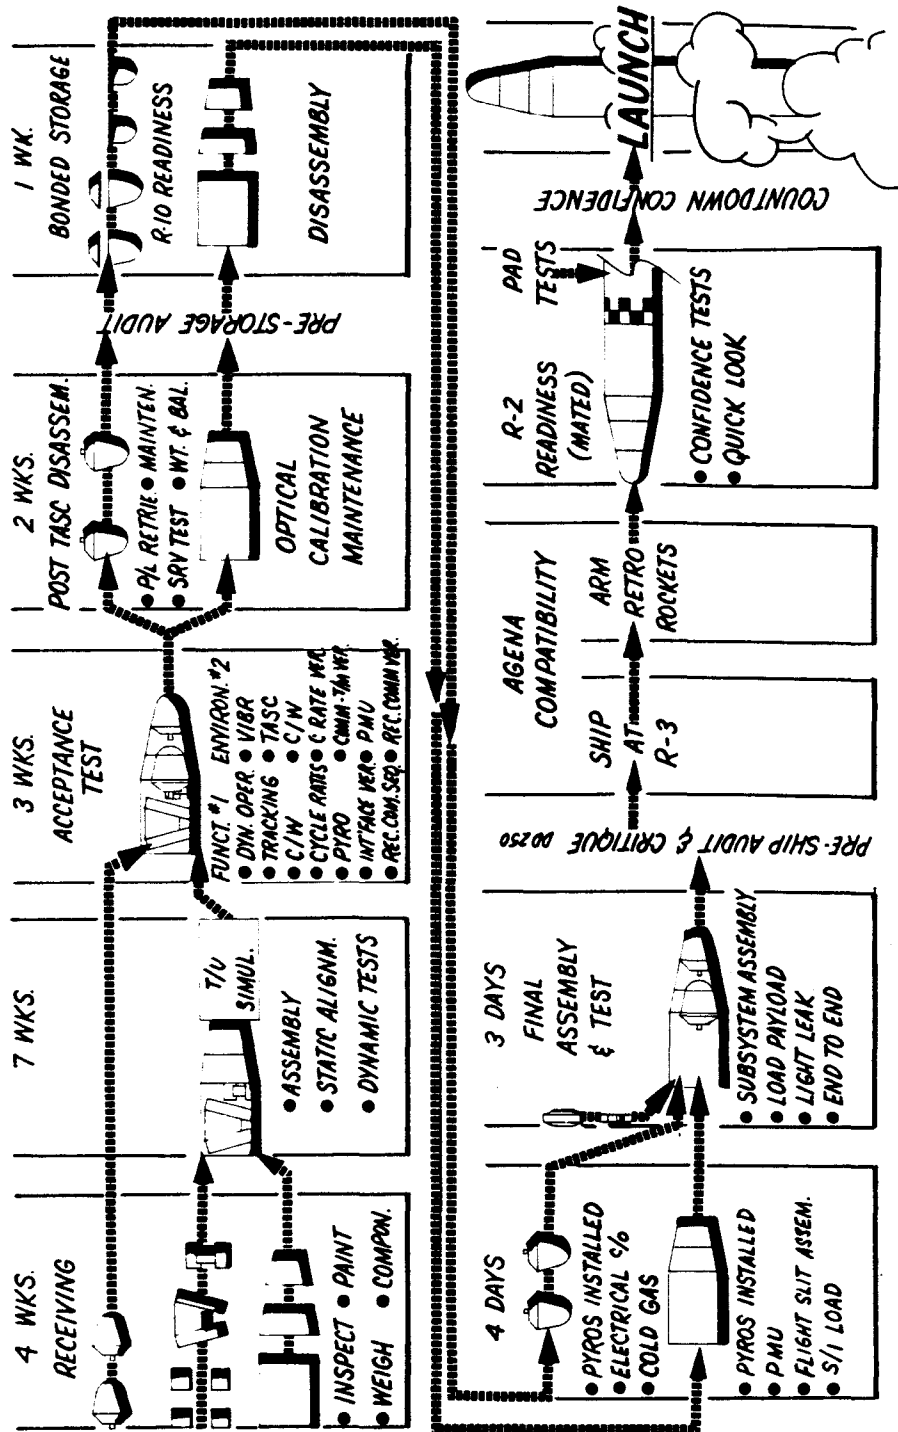 4 WKS.
RECEIVING
● INSPECT ● PAINT
● WEIGH ● COMPON.
7 WKS.
T/U
SIMUL.
● ASSEMBLY
● STATIC ALIGNM.
● DYNAMIC TESTS
3 WKS.
ACCEPTANCE
TEST
FUNCT. #1 ENVIRON. #2
● DYN. OPER. ● VIBR
● TRACKING ● TASC
● C/W ● C/W
● CYCLE RATES ● C RATE VER.
● PYRO ● COMM-T/M VER.
● INT'FACE VER. ● PMU
● REC. COM. SEQ. ● REC. COMM VER.
2 WKS.
POST TASC DISASSEM.
● P/L RETRIE. ● MAINTEN.
● SRV TEST ● WT. & BAL.
OPTICAL
CALIBRATION
MAINTENANCE
PRE-STORAGE AUDIT
1 WK.
BONDED STORAGE
R-10 READINESS
DISASSEMBLY
4 DAYS
● PYROS INSTALLED
● ELECTRICAL C/O
● COLD GAS
● PYROS INSTALLED
● PMU
● FLIGHT SLIT ASSEM.
● S/I LOAD
3 DAYS
FINAL
ASSEMBLY
& TEST
● SUBSYSTEM ASSEMBLY
● LOAD PAYLOAD
● LIGHT LEAK
● END TO END
PRE-SHIP AUDIT & CRITIQUE DD250
AGENA
COMPATIBILITY
SHIP
AT
R-3
ARM
RETRO
ROCKETS
R-2
READINESS
(MATED)
PAD
TESTS
● CONFIDENCE TESTS
● QUICK LOOK
COUNTDOWN CONFIDENCE
LAUNCH